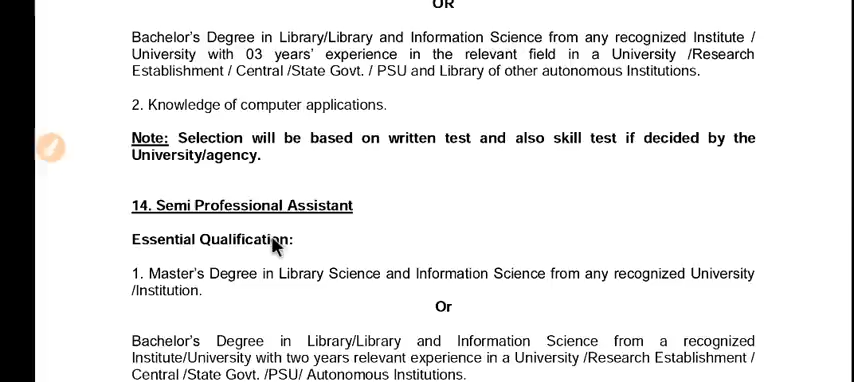 OR
Bachelor's Degree in Library/Library and Information Science from any recognized Institute /
University with 03 years' experience in the relevant field in a University /Research
Establishment / Central /State Govt. / PSU and Library of other autonomous Institutions.
2. Knowledge of computer applications.
Note: Selection will be based on written test and also skill test if decided by the
University/agency.
14. Semi Professional Assistant
Essential Qualification:
1. Master's Degree in Library Science and Information Science from any recognized University
/Institution.
Or
Bachelor's Degree in Library/Library and Information Science from a recognized
Institute/University with two years relevant experience in a University /Research Establishment /
Central /State Govt. /PSU/ Autonomous Institutions.